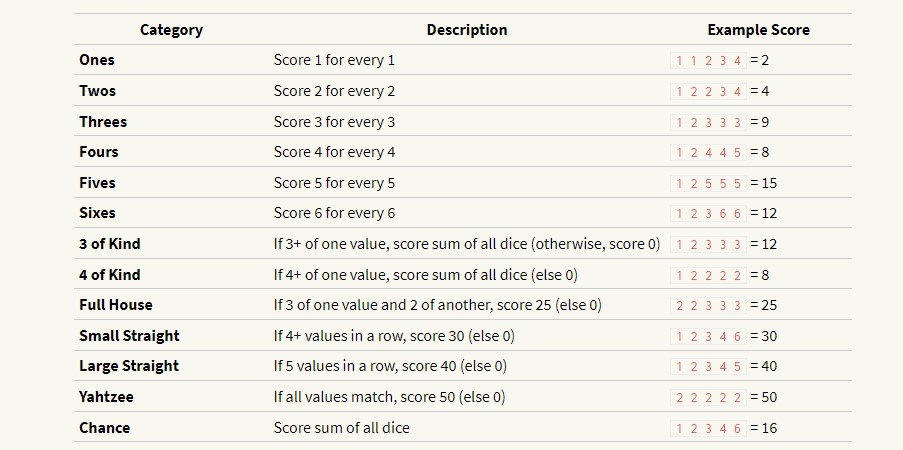 Category Description Example Score
Ones Score 1 for every 1 1 1 2 3 4 = 2
Twos Score 2 for every 2 1 2 2 3 4 = 4
Threes Score 3 for every 3 1 2 3 3 3 = 9
Fours Score 4 for every 4 1 2 4 4 5 = 8
Fives Score 5 for every 5 1 2 5 5 5 = 15
Sixes Score 6 for every 6 1 2 3 6 6 = 12
3 of Kind If 3+ of one value, score sum of all dice (otherwise, score 0) 1 2 3 3 3 = 12
4 of Kind If 4+ of one value, score sum of all dice (else 0) 1 2 2 2 2 = 8
Full House If 3 of one value and 2 of another, score 25 (else 0) 2 2 3 3 3 = 25
Small Straight If 4+ values in a row, score 30 (else 0) 1 2 3 4 6 = 30
Large Straight If 5 values in a row, score 40 (else 0) 1 2 3 4 5 = 40
Yahtzee If all values match, score 50 (else 0) 2 2 2 2 2 = 50
Chance Score sum of all dice 1 2 3 4 6 = 16